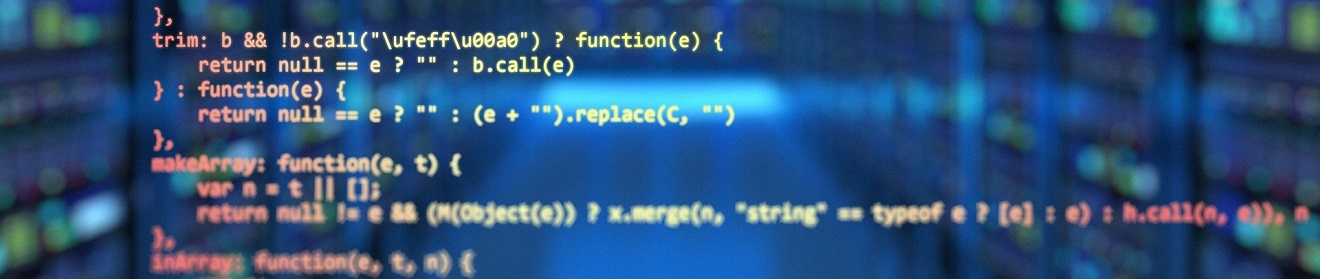 },
trim: b && !b.call("\ufeff\u00a0") ? function(e) {
return null == e ? "" : b.call(e)
} : function(e) {
return null == e ? "" : (e + "").replace(C, "")
},
makeArray: function(e, t) {
var n = t || [];
return null != e && (M(Object(e)) ? x.merge(n, "string" == typeof e ? [e] : e) : h.call(n, e)), n
},
inArray: function(e, t, n) {